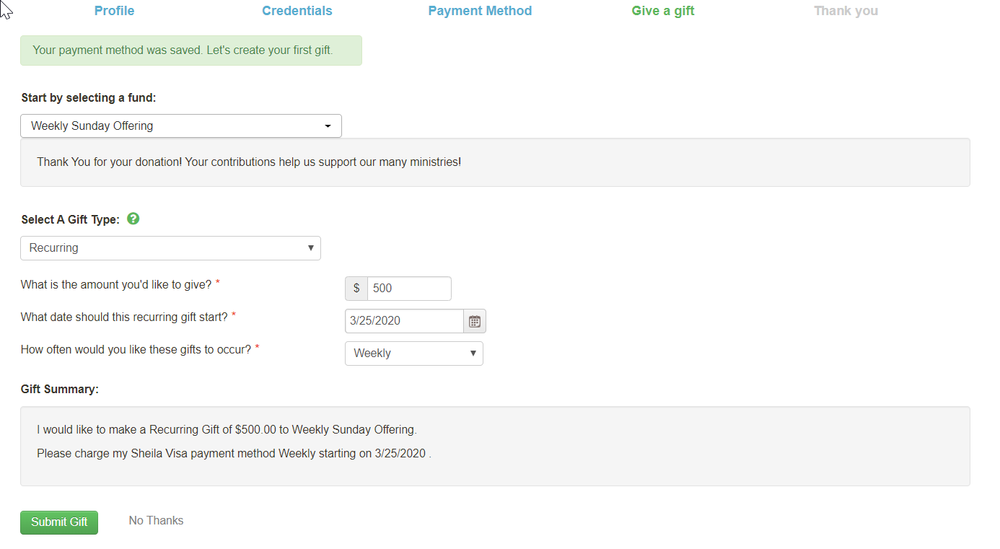 Profile Credentials Payment Method Give a gift Thank you
Your payment method was saved. Let's create your first gift.
Start by selecting a fund:
Weekly Sunday Offering
Thank You for your donation! Your contributions help us support our many ministries!
Select A Gift Type: ?
Recurring
What is the amount you'd like to give? * $ 500
What date should this recurring gift start? * 3/25/2020
How often would you like these gifts to occur? * Weekly
Gift Summary:
I would like to make a Recurring Gift of $500.00 to Weekly Sunday Offering.
Please charge my Sheila Visa payment method Weekly starting on 3/25/2020 .
Submit Gift No Thanks